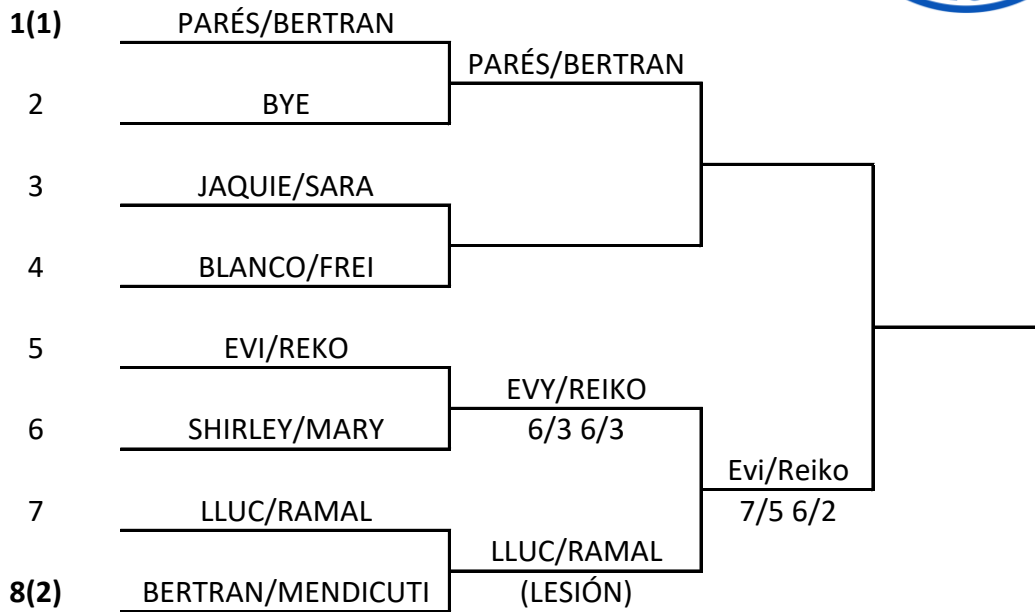 1(1) PARÉS/BERTRAN
PARÉS/BERTRAN
2 BYE
3 JAQUIE/SARA
4 BLANCO/FREI
5 EVI/REKO
EVY/REIKO
6 SHIRLEY/MARY 6/3 6/3
Evi/Reiko
7 LLUC/RAMAL 7/5 6/2
LLUC/RAMAL
8(2) BERTRAN/MENDICUTI (LESIÓN)